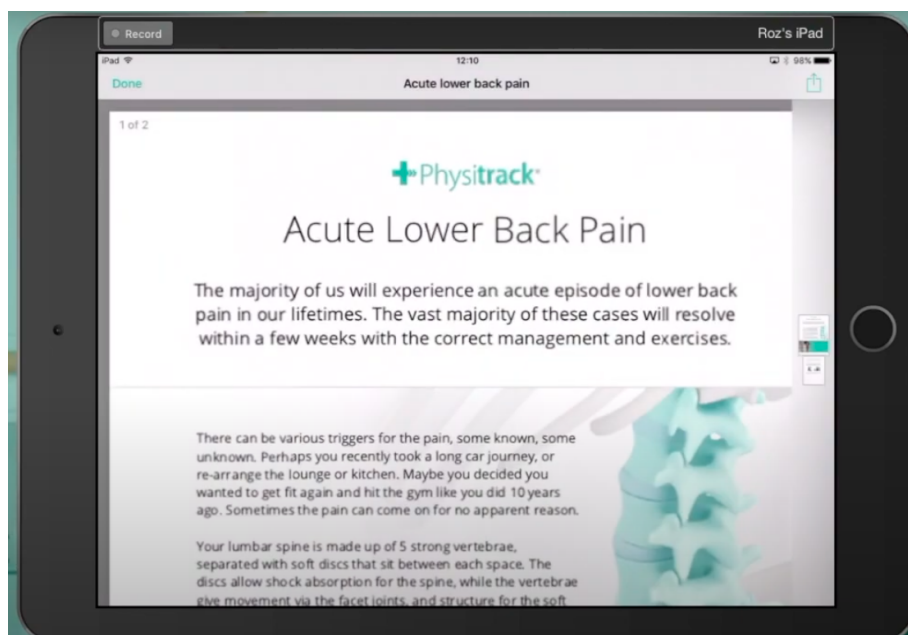 Record
Roz's iPad
iPad
12:10
98%
Done
Acute lower back pain
1 of 2
Physitrack
Acute Lower Back Pain
The majority of us will experience an acute episode of lower back
pain in our lifetimes. The vast majority of these cases will resolve
within a few weeks with the correct management and exercises.
There can be various triggers for the pain, some known, some
unknown. Perhaps you recently took a long car journey, or
re-arrange the lounge or kitchen. Maybe you decided you
wanted to get fit again and hit the gym like you did 10 years
ago. Sometimes the pain can come on for no apparent reason.
Your lumbar spine is made up of 5 strong vertebrae,
separated with soft discs that sit between each space. The
discs allow shock absorption for the spine, while the vertebrae
give movement via the facet joints, and structure for the soft